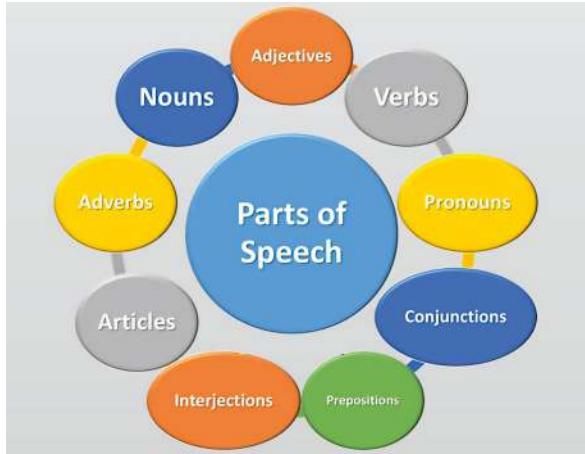 Adjectives
Nouns
Verbs
Adverbs
Parts of
Speech
Pronouns
Articles
Conjunctions
Interjections
Prepositions